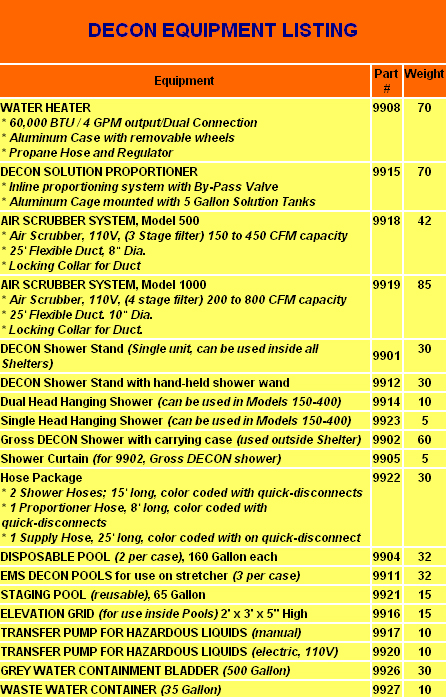 DECON EQUIPMENT LISTING
Equipment Part # Weight
WATER HEATER 9908 70
* 60,000 BTU / 4 GPM output/Dual Connection
* Aluminum Case with removable wheels
* Propane Hose and Regulator
DECON SOLUTION PROPORTIONER 9915 70
* Inline proportioning system with By-Pass Valve
* Aluminum Cage mounted with 5 Gallon Solution Tanks
AIR SCRUBBER SYSTEM, Model 500 9918 42
* Air Scrubber, 110V, (3 Stage filter) 150 to 450 CFM capacity
* 25' Flexible Duct, 8" Dia.
* Locking Collar for Duct
AIR SCRUBBER SYSTEM, Model 1000 9919 85
* Air Scrubber, 110V, (4 stage filter) 200 to 800 CFM capacity
* 25' Flexible Duct. 10" Dia.
* Locking Collar for Duct.
DECON Shower Stand (Single unit, can be used inside all
Shelters) 9901 30
DECON Shower Stand with hand-held shower wand 9912 30
Dual Head Hanging Shower (can be used in Models 150-400) 9914 10
Single Head Hanging Shower (can be used in Models 150-400) 9923 5
Gross DECON Shower with carrying case (used outside Shelter) 9902 60
Shower Curtain (for 9902, Gross DECON shower) 9905 5
Hose Package 9922 30
* 2 Shower Hoses; 15' long, color coded with quick-disconnects
* 1 Proportioner Hose, 8' long, color coded with
quick-disconnects
* 1 Supply Hose, 25' long, color coded with on quick-disconnect
DISPOSABLE POOL (2 per case), 160 Gallon each 9904 32
EMS DECON POOLS for use on stretcher (3 per case) 9911 32
STAGING POOL (reusable), 65 Gallon 9921 15
ELEVATION GRID (for use inside Pools) 2' x 3' x 5" High 9916 15
TRANSFER PUMP FOR HAZARDOUS LIQUIDS (manual) 9917 10
TRANSFER PUMP FOR HAZARDOUS LIQUIDS (electric, 110V) 9920 10
GREY WATER CONTAINMENT BLADDER (500 Gallon) 9926 30
WASTE WATER CONTAINER (35 Gallon) 9927 10